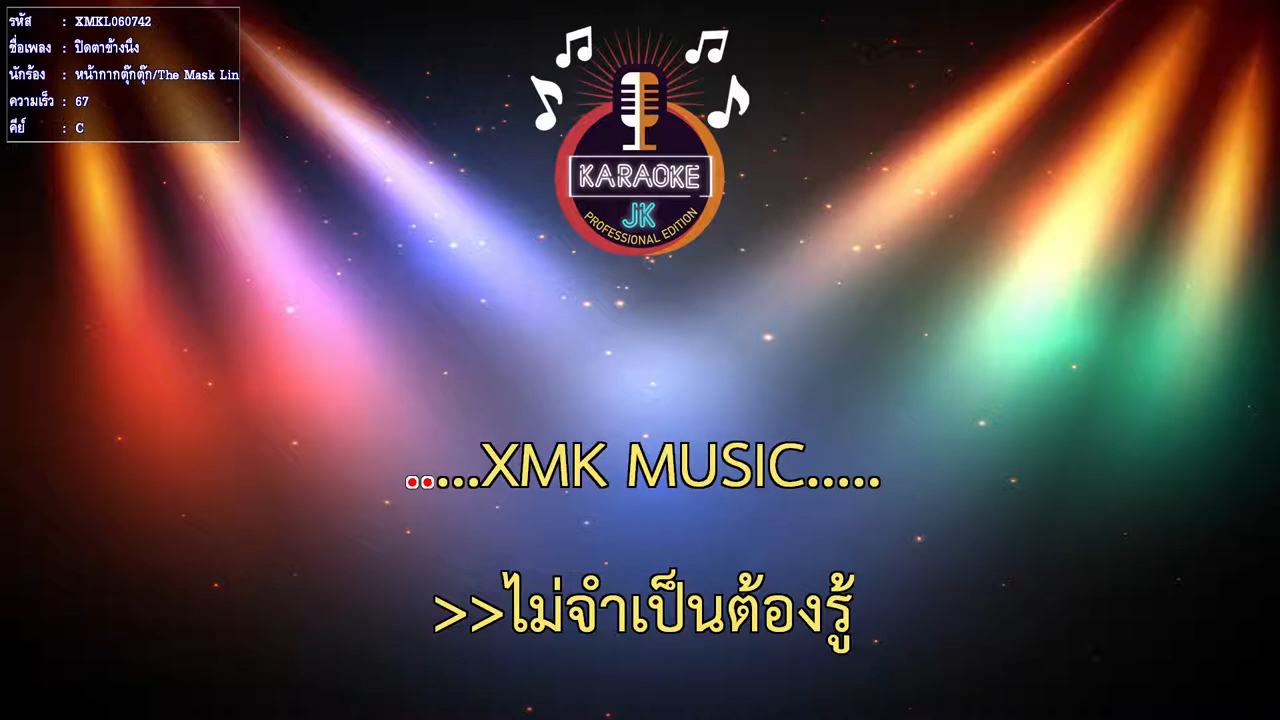 รหัส : XMKL060742
ชื่อเพลง : ปิดตาข้างนึง
นักร้อง : หน้ากากตุ๊กตุ๊ก/The Mask Lin
ความเร็ว : 67
คีย์ : C
KARAOKE
JK
PROFESSIONAL EDITION
.....XMK MUSIC.....
>>ไม่จำเป็นต้องรู้